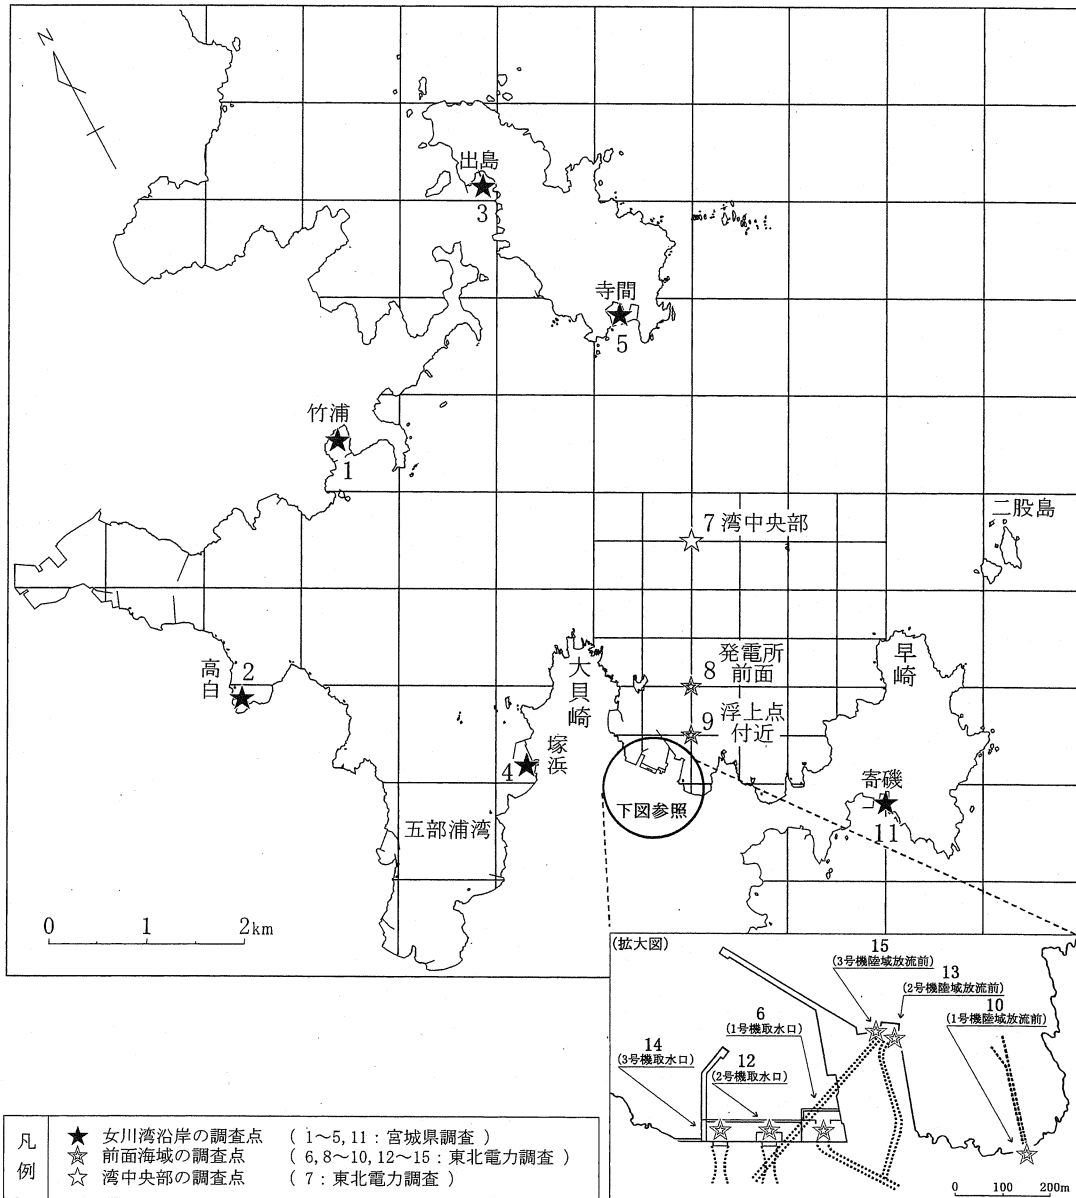 N
出島
3
寺間
5
竹浦
1
7 湾中央部
二股島
高白
2
大貝崎
8
発電所
前面
早崎
9
浮上点
付近
4
塚浜
下図参照
寄磯
11
五部浦湾
0 1 2km
(拡大図)
15
(3号機陸域放流前)
13
(2号機陸域放流前)
10
(1号機陸域放流前)
6
(1号機取水口)
14
(3号機取水口)
12
(2号機取水口)
0 100 200m
凡例
★ 女川湾沿岸の調査点 ( 1~5, 11 : 宮城県調査 )
前面海域の調査点 ( 6, 8~10, 12~15 : 東北電力調査 )
☆ 湾中央部の調査点 ( 7 : 東北電力調査 )